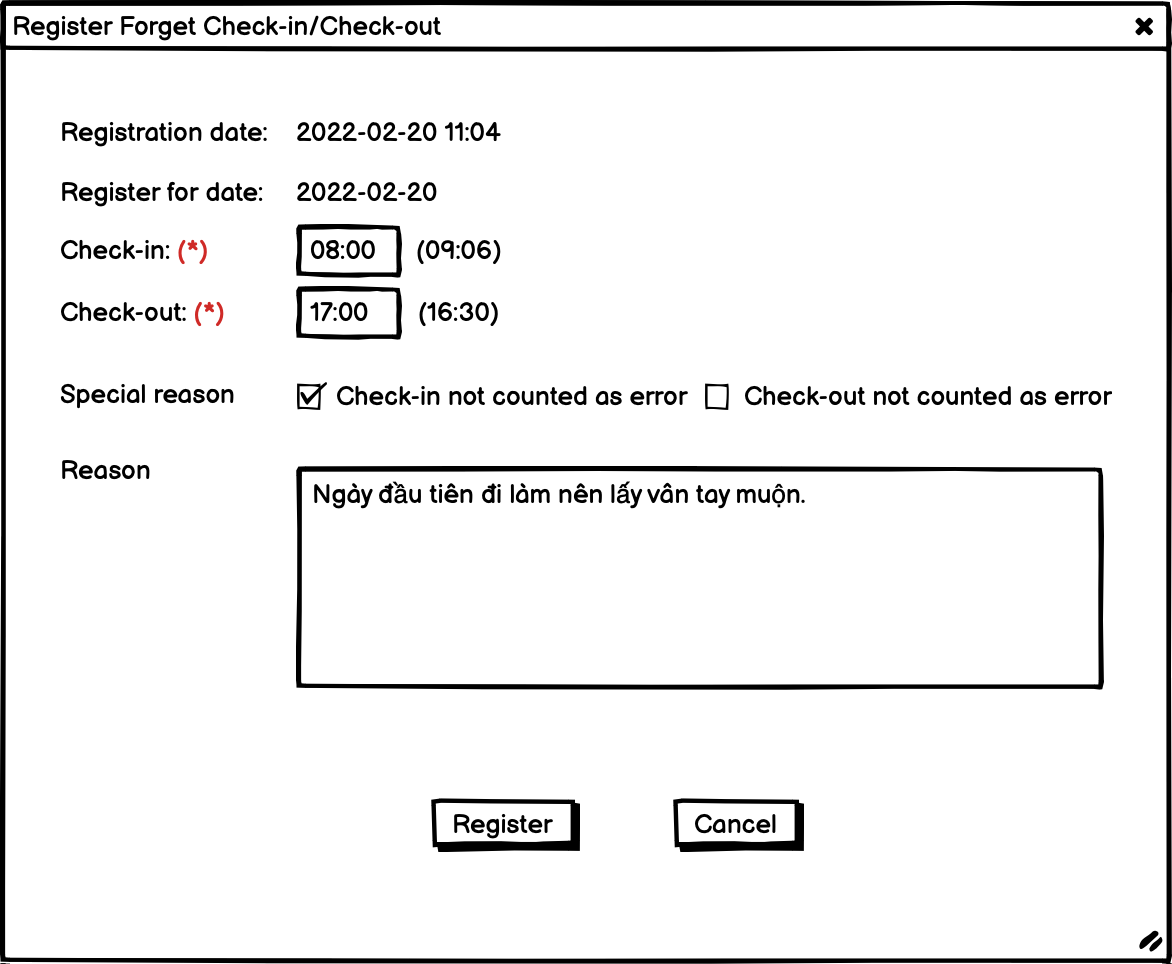 Register Forget Check-in/Check-out
Registration date: 2022-02-20 11:04
Register for date: 2022-02-20
Check-in: (*) 08:00 (09:06)
Check-out: (*) 17:00 (16:30)
Special reason Check-in not counted as error Check-out not counted as error
Reason
Ngày đầu tiên đi làm nên lấy vân tay muộn.
Register Cancel